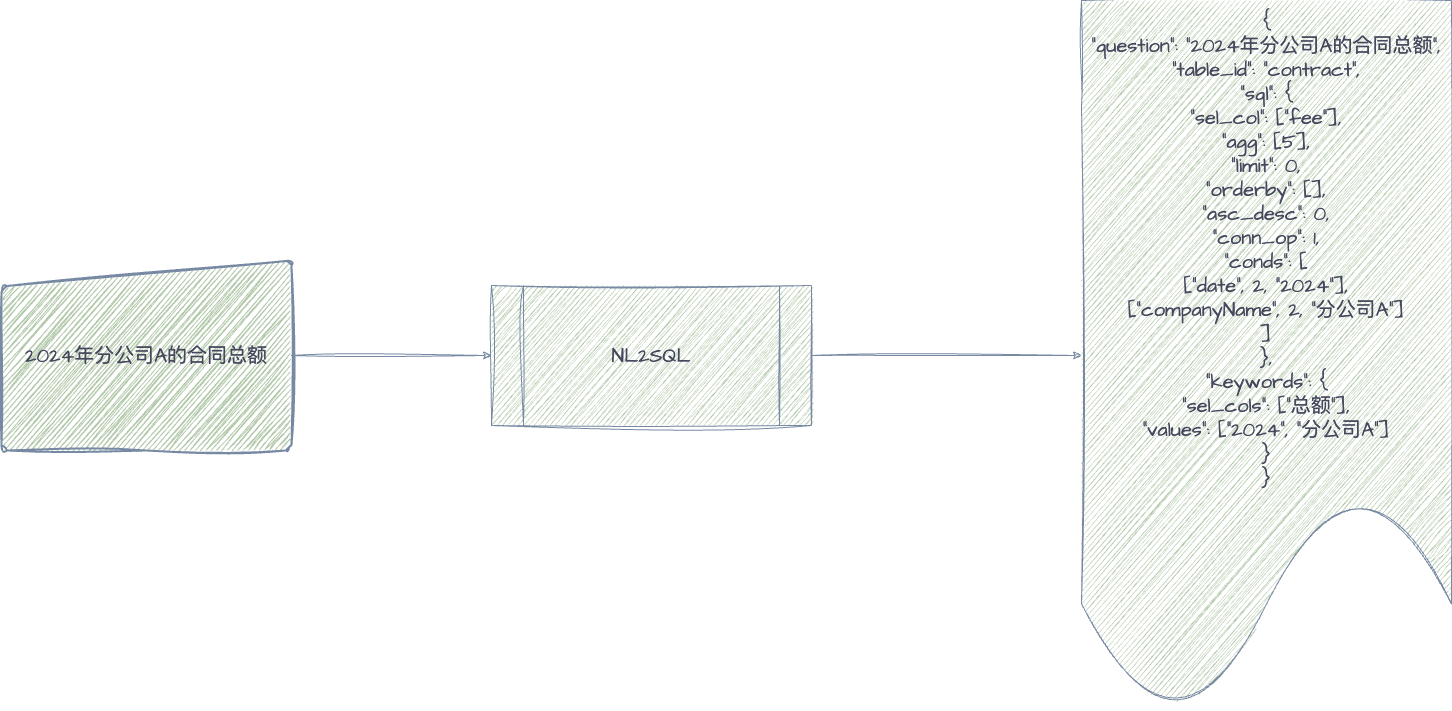 2024年分公司A的合同总额
NL2SQL
{
"question": "2024年分公司A的合同总额",
"table_id": "contract",
"sql": {
"sel_col": ["fee"],
"agg": [5],
"limit": 0,
"orderby": [],
"asc_desc": 0,
"conn_op": 1,
"conds": [
["date", 2, "2024"],
["companyName", 2, "分公司A"]
]
},
"keywords": {
"sel_cols": ["总额"],
"values": ["2024", "分公司A"]
}
}